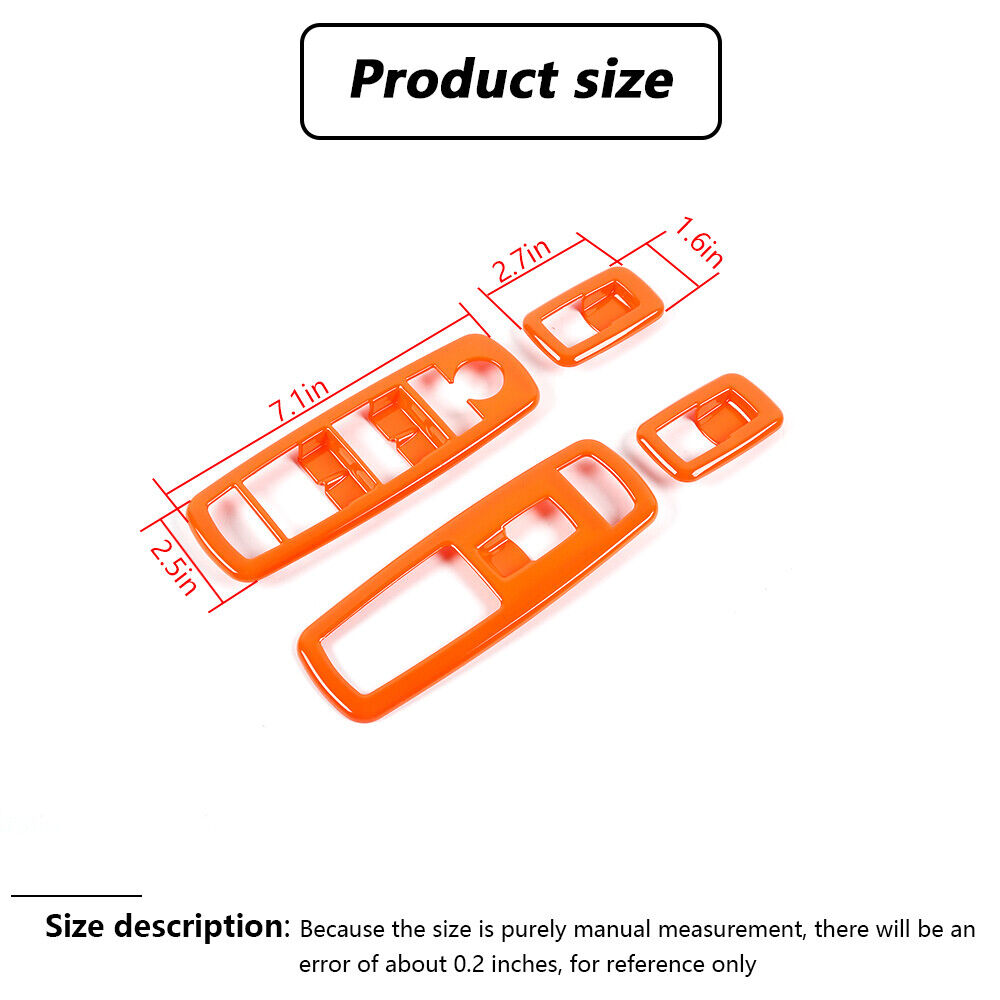 Product size
2.7in
1.6in
7.1in
2.5in
Size description: Because the size is purely manual measurement, there will be an
error of about 0.2 inches, for reference only